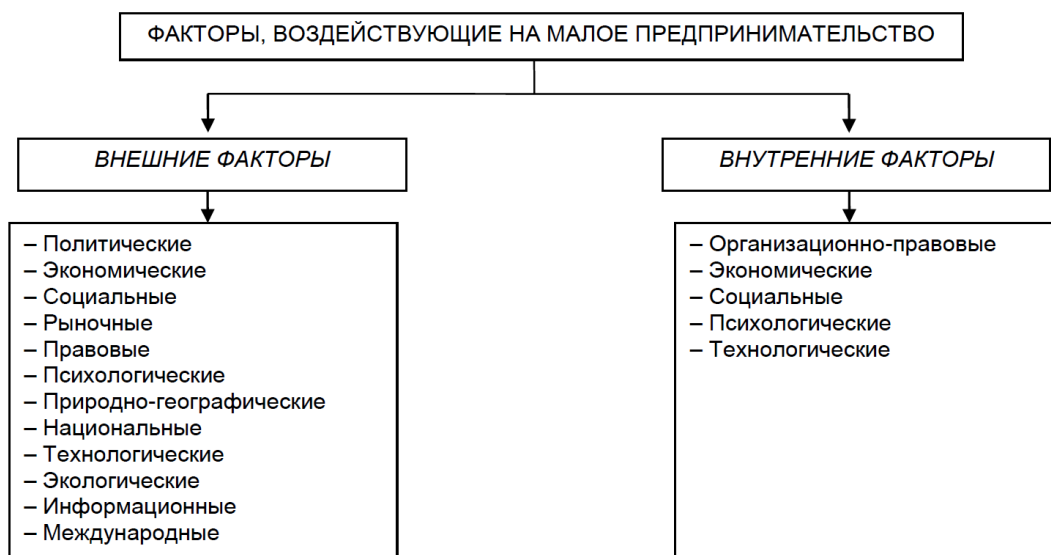 ФАКТОРЫ, ВОЗДЕЙСТВУЮЩИЕ НА МАЛОЕ ПРЕДПРИНИМАТЕЛЬСТВО
ВНЕШНИЕ ФАКТОРЫ
– Политические
– Экономические
– Социальные
– Рыночные
– Правовые
– Психологические
– Природно-географические
– Национальные
– Технологические
– Экологические
– Информационные
– Международные
ВНУТРЕННИЕ ФАКТОРЫ
– Организационно-правовые
– Экономические
– Социальные
– Психологические
– Технологические